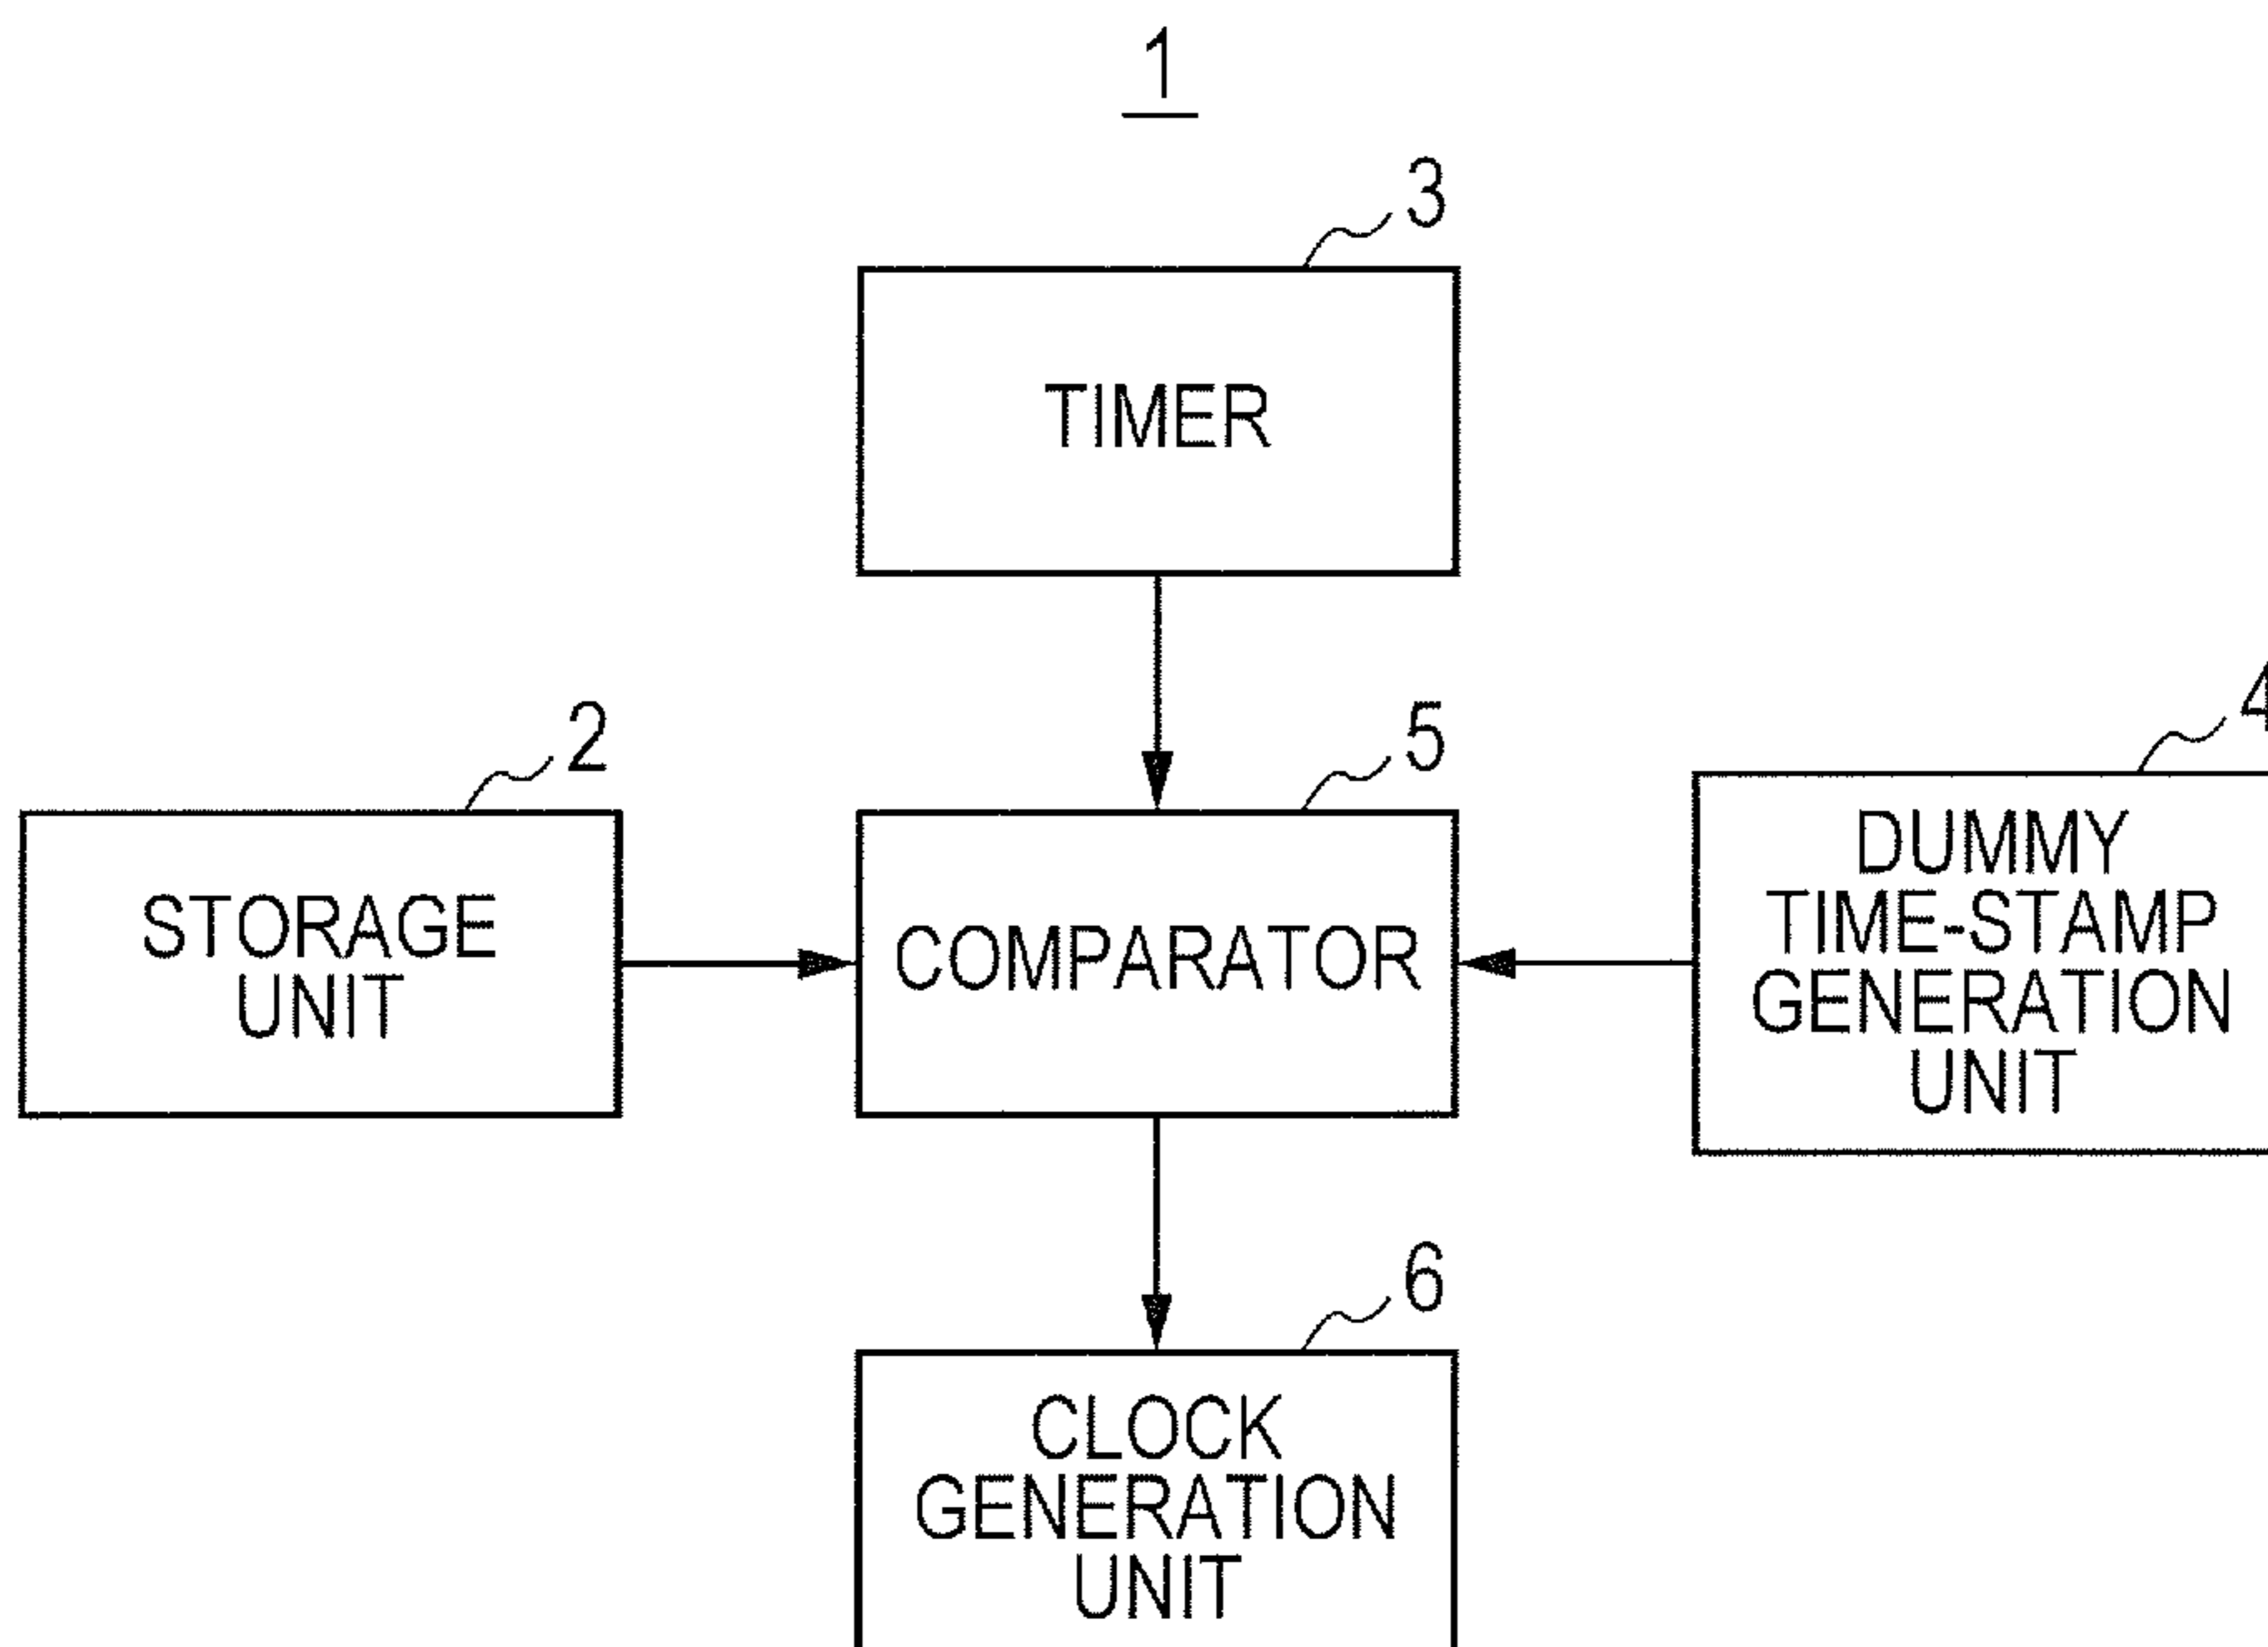 1
3
TIMER
2
STORAGE
UNIT
5
COMPARATOR
4
DUMMY
TIME-STAMP
GENERATION
UNIT
6
CLOCK
GENERATION
UNIT